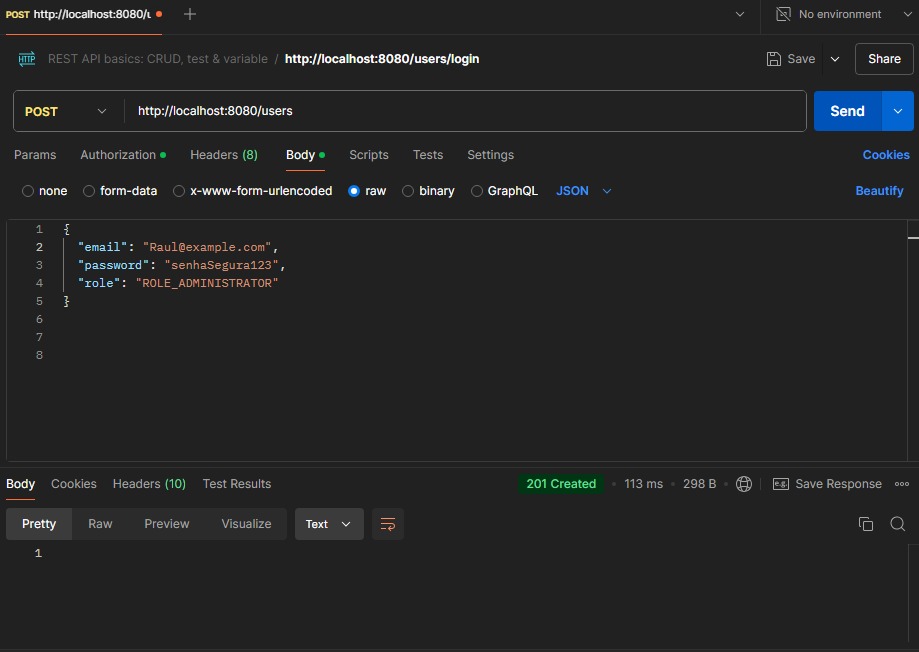 POST http://localhost:8080/u
No environment
HTTP REST API basics: CRUD, test & variable / http://localhost:8080/users/login
Save
Share
POST http://localhost:8080/users
Send
Params Authorization Headers (8) Body Scripts Tests Settings Cookies
none form-data x-www-form-urlencoded raw binary GraphQL JSON Beautify
1 {
2 "email": "Raul@example.com",
3 "password": "senhaSegura123",
4 "role": "ROLE_ADMINISTRATOR"
5 }
6
7
8
Body Cookies Headers (10) Test Results 201 Created 113 ms 298 B e.g. Save Response
Pretty Raw Preview Visualize Text
1